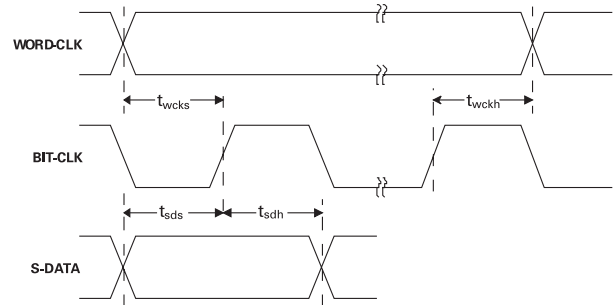 WORD-CLK
twcks
twckh
BIT-CLK
tsds
tsdh
S-DATA